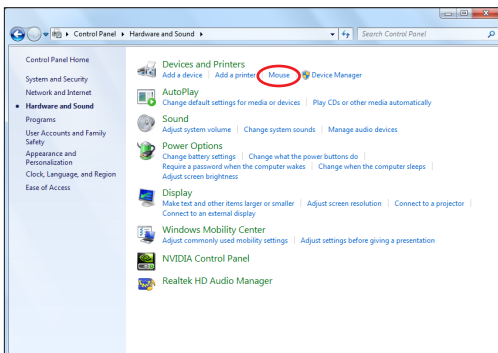 Control Panel Hardware and Sound Search Control Panel
Control Panel Home
System and Security
Network and Internet
Hardware and Sound
Programs
User Accounts and Family
Safety
Appearance and
Personalization
Clock, Language, and Region
Ease of Access
Devices and Printers
Add a device Add a printer Mouse Device Manager
AutoPlay
Change default settings for media or devices Play CDs or other media automatically
Sound
Adjust system volume Change system sounds Manage audio devices
Power Options
Change battery settings Change what the power buttons do
Require a password when the computer wakes Change when the computer sleeps
Adjust screen brightness
Display
Make text and other items larger or smaller Adjust screen resolution Connect to a projector
Connect to an external display
Windows Mobility Center
Adjust commonly used mobility settings Adjust settings before giving a presentation
NVIDIA Control Panel
Realtek HD Audio Manager